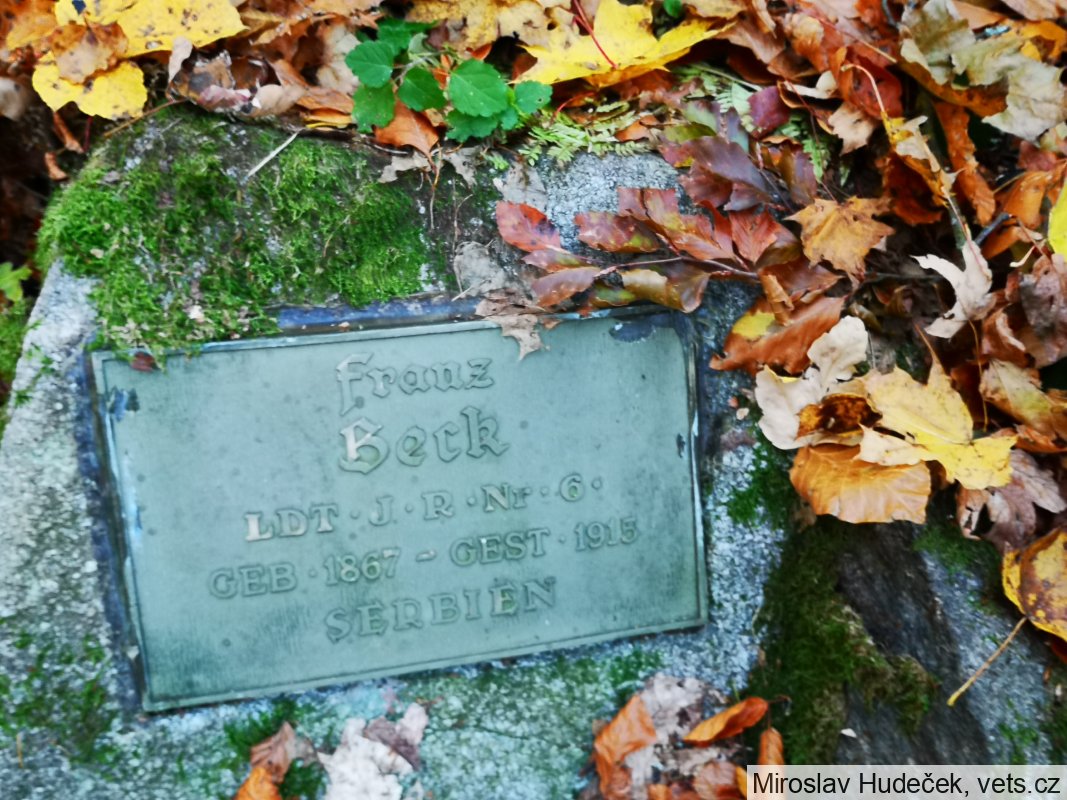 Franz
Beck
LDT · J · R · Nr · 6 ·
GEB · 1867 - GEST · 1915
SERBIEN
Miroslav Hudeček, vets.cz